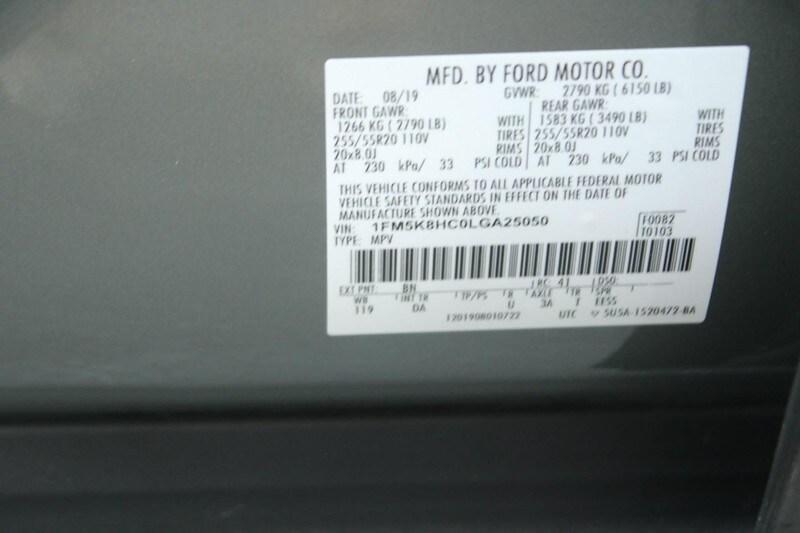 MFD. BY FORD MOTOR CO.
DATE: 08/19 GVWR: 2790 KG ( 6150 LB)
FRONT GAWR: REAR GAWR:
1266 KG ( 2790 LB) WITH 1583 KG ( 3490 LB) WITH
255/55R20 110V TIRES 255/55R20 110V TIRES
20x8.0J RIMS 20x8.0J RIMS
AT 230 kPa/ 33 PSI COLD AT 230 kPa/ 33 PSI COLD
THIS VEHICLE CONFORMS TO ALL APPLICABLE FEDERAL MOTOR
VEHICLE SAFETY STANDARDS IN EFFECT ON THE DATE OF
MANUFACTURE SHOWN ABOVE.
VIN: 1FM5K8HC0LGA25050 F0082
TYPE: MPV T0103
EXT PNT: BN RC: 41 DSO:
WB INT TR TP/PS R AXLE TR SPR
119 DA U 3A T EESS
1201908010722 UTC 5U5A-1520472-BA